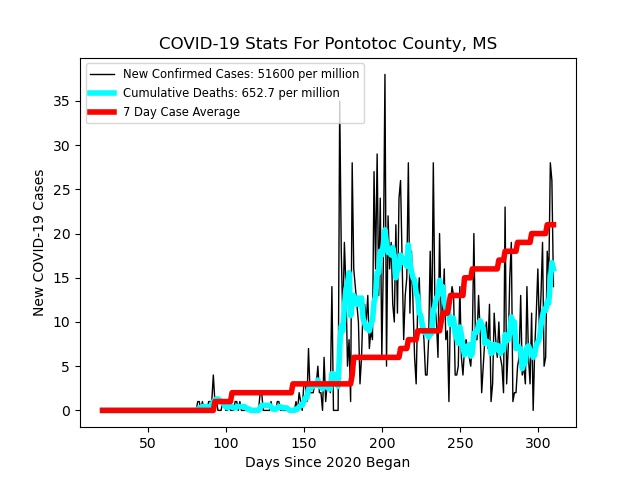 COVID-19 Stats For Pontotoc County, MS
New Confirmed Cases: 51600 per million
Cumulative Deaths: 652.7 per million
7 Day Case Average
New COVID-19 Cases
35
30
25
20
15
10
5
0
50 100 150 200 250 300
Days Since 2020 Began